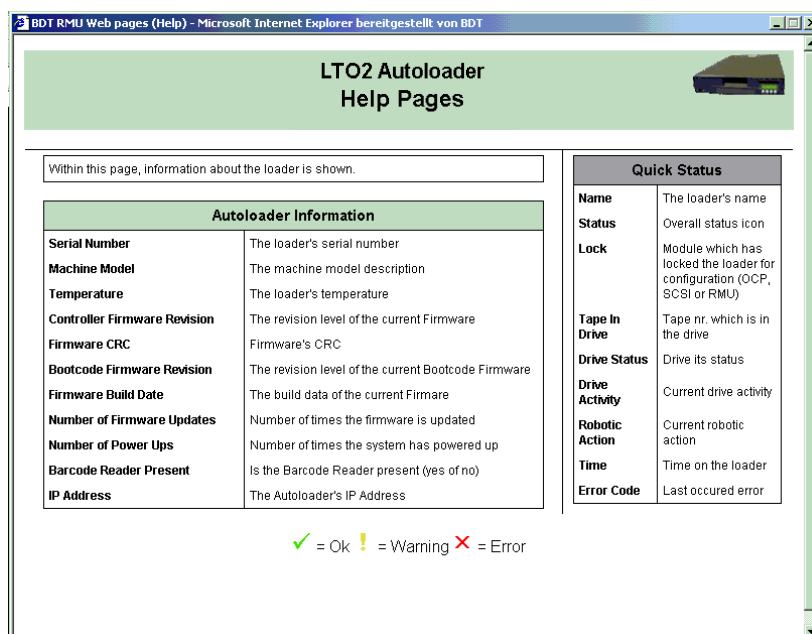 BDT RMU Web pages (Help) - Microsoft Internet Explorer bereitgestellt von BDT
LTO2 Autoloader
Help Pages
Within this page, information about the loader is shown.
Autoloader Information
Serial Number The loader's serial number
Machine Model The machine model description
Temperature The loader's temperature
Controller Firmware Revision The revision level of the current Firmware
Firmware CRC Firmware's CRC
Bootcode Firmware Revision The revision level of the current Bootcode Firmware
Firmware Build Date The build data of the current Firmare
Number of Firmware Updates Number of times the firmware is updated
Number of Power Ups Number of times the system has powered up
Barcode Reader Present Is the Barcode Reader present (yes of no)
IP Address The Autoloader's IP Address
Quick Status
Name The loader's name
Status Overall status icon
Lock Module which has
locked the loader for
configuration (OCP,
SCSI or RMU)
Tape In Tape nr. which is in
Drive the drive
Drive Status Drive its status
Drive
Activity Current drive activity
Robotic Current robotic
Action action
Time Time on the loader
Error Code Last occured error
= Ok = Warning = Error